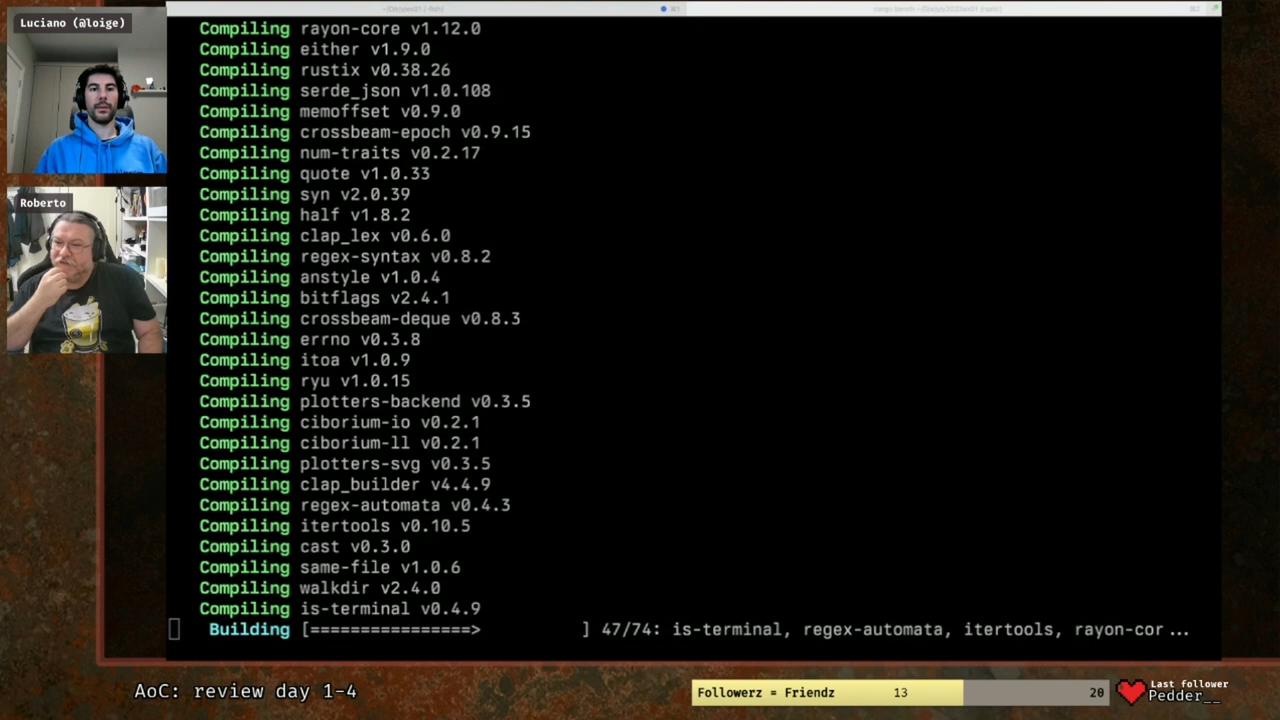 Luciano (@loige)
Roberto
Compiling rayon-core v1.12.0
Compiling either v1.9.0
Compiling rustix v0.38.26
Compiling serde_json v1.0.108
Compiling memoffset v0.9.0
Compiling crossbeam-epoch v0.9.15
Compiling num-traits v0.2.17
Compiling quote v1.0.33
Compiling syn v2.0.39
Compiling half v1.8.2
Compiling clap_lex v0.6.0
Compiling regex-syntax v0.8.2
Compiling anstyle v1.0.4
Compiling bitflags v2.4.1
Compiling crossbeam-deque v0.8.3
Compiling errno v0.3.8
Compiling itoa v1.0.9
Compiling ryu v1.0.15
Compiling plotters-backend v0.3.5
Compiling ciborium-io v0.2.1
Compiling ciborium-ll v0.2.1
Compiling plotters-svg v0.3.5
Compiling clap_builder v4.4.9
Compiling regex-automata v0.4.3
Compiling itertools v0.10.5
Compiling cast v0.3.0
Compiling same-file v1.0.6
Compiling walkdir v2.4.0
Compiling is-terminal v0.4.9
Building [================> ] 47/74: is-terminal, regex-automata, itertools, rayon-cor...
AoC: review day 1-4
Followerz = Friendz 13 20
Last follower
Pedder__